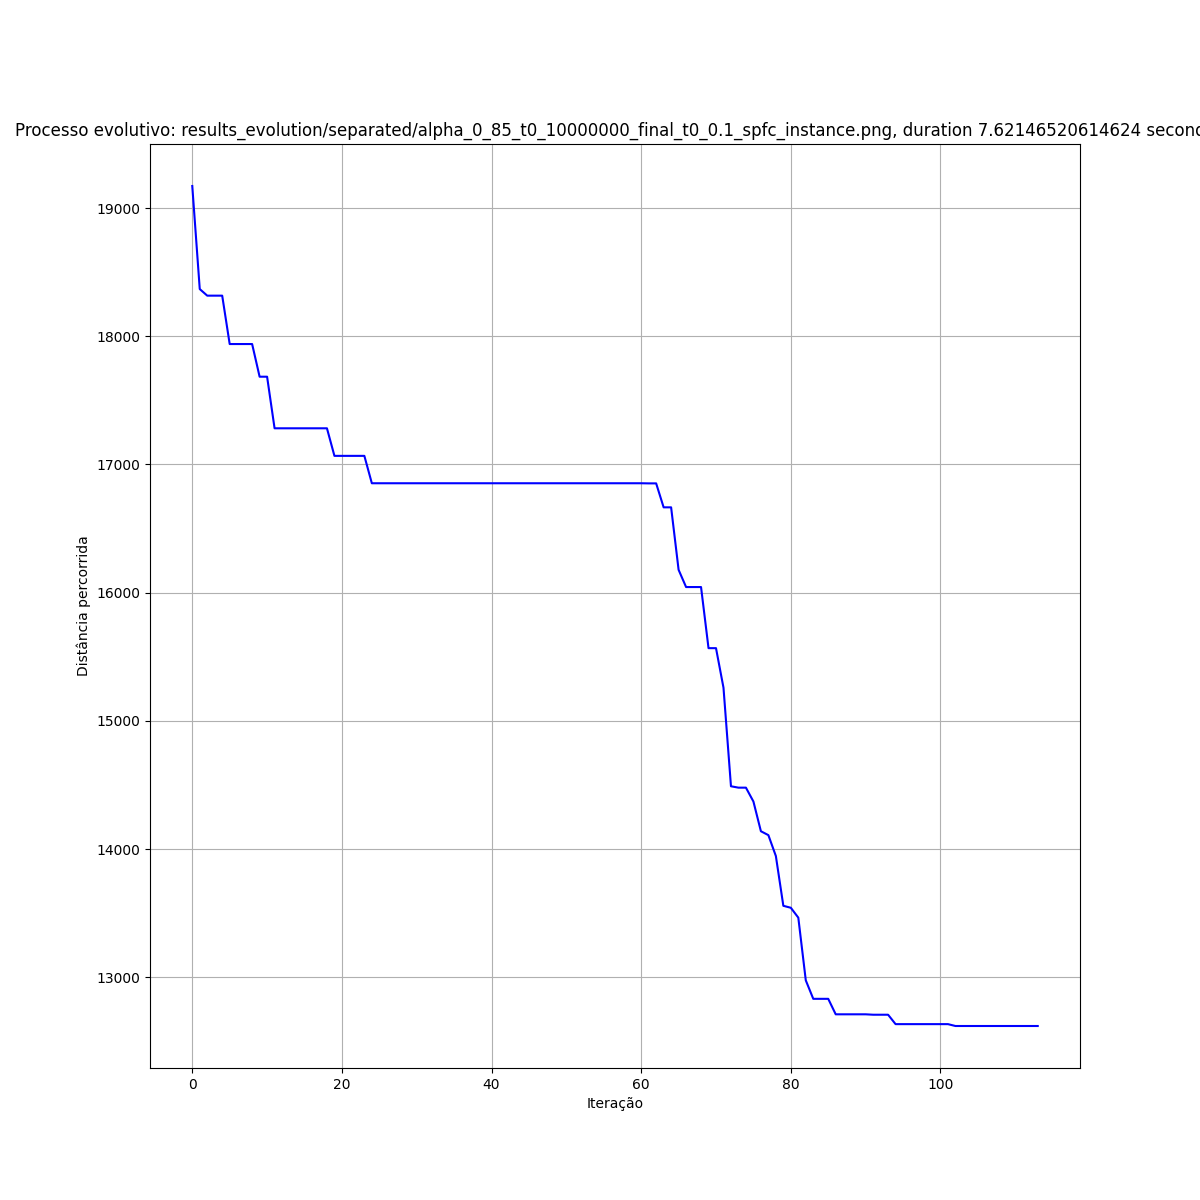 Processo evolutivo: results_evolution/separated/alpha_0_85_t0_10000000_final_t0_0.1_spfc_instance.png, duration 7.62146520614624
19000
18000
17000
16000
15000
14000
13000
Distância percorrida
0 20 40 60 80 100
Iteração